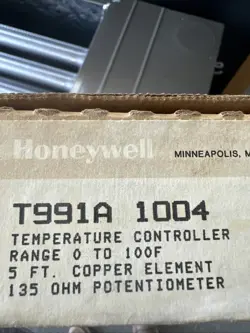 Honeywell
MINNEAPOLIS, M
T991A 1004
TEMPERATURE CONTROLLER
RANGE 0 TO 100F
5 FT. COPPER ELEMENT
135 OHM POTENTIOMETER